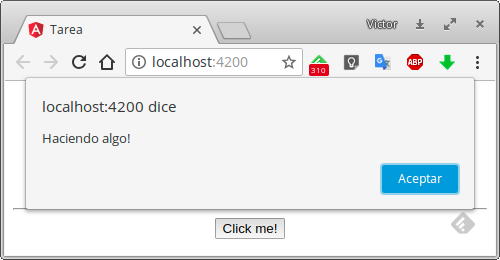 Tarea
Victor
localhost:4200
310
ABP
localhost:4200 dice
Haciendo algo!
Aceptar
Click me!